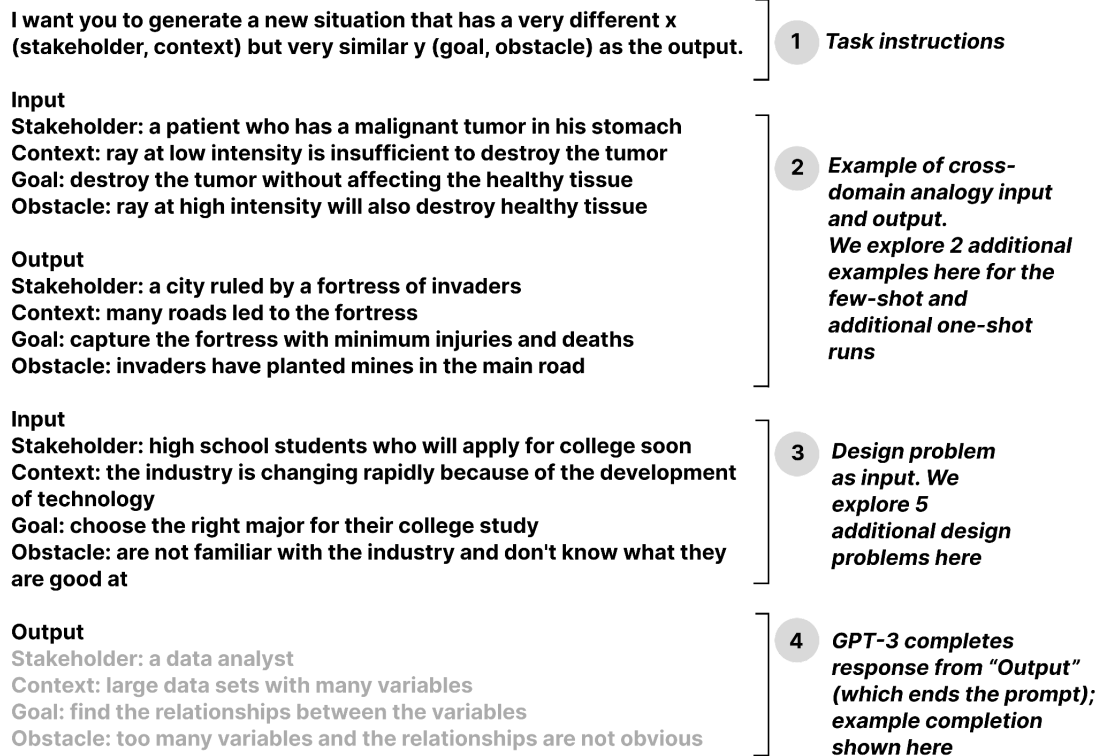 I want you to generate a new situation that has a very different x
(stakeholder, context) but very similar y (goal, obstacle) as the output.
1
Task instructions
Input
Stakeholder: a patient who has a malignant tumor in his stomach
Context: ray at low intensity is insufficient to destroy the tumor
Goal: destroy the tumor without affecting the healthy tissue
Obstacle: ray at high intensity will also destroy healthy tissue
Output
Stakeholder: a city ruled by a fortress of invaders
Context: many roads led to the fortress
Goal: capture the fortress with minimum injuries and deaths
Obstacle: invaders have planted mines in the main road
2
Example of cross-
domain analogy input
and output.
We explore 2 additional
examples here for the
few-shot and
additional one-shot
runs
Input
Stakeholder: high school students who will apply for college soon
Context: the industry is changing rapidly because of the development
of technology
Goal: choose the right major for their college study
Obstacle: are not familiar with the industry and don't know what they
are good at
3
Design problem
as input. We
explore 5
additional design
problems here
Output
Stakeholder: a data analyst
Context: large data sets with many variables
Goal: find the relationships between the variables
Obstacle: too many variables and the relationships are not obvious
4
GPT-3 completes
response from “Output”
(which ends the prompt);
example completion
shown here